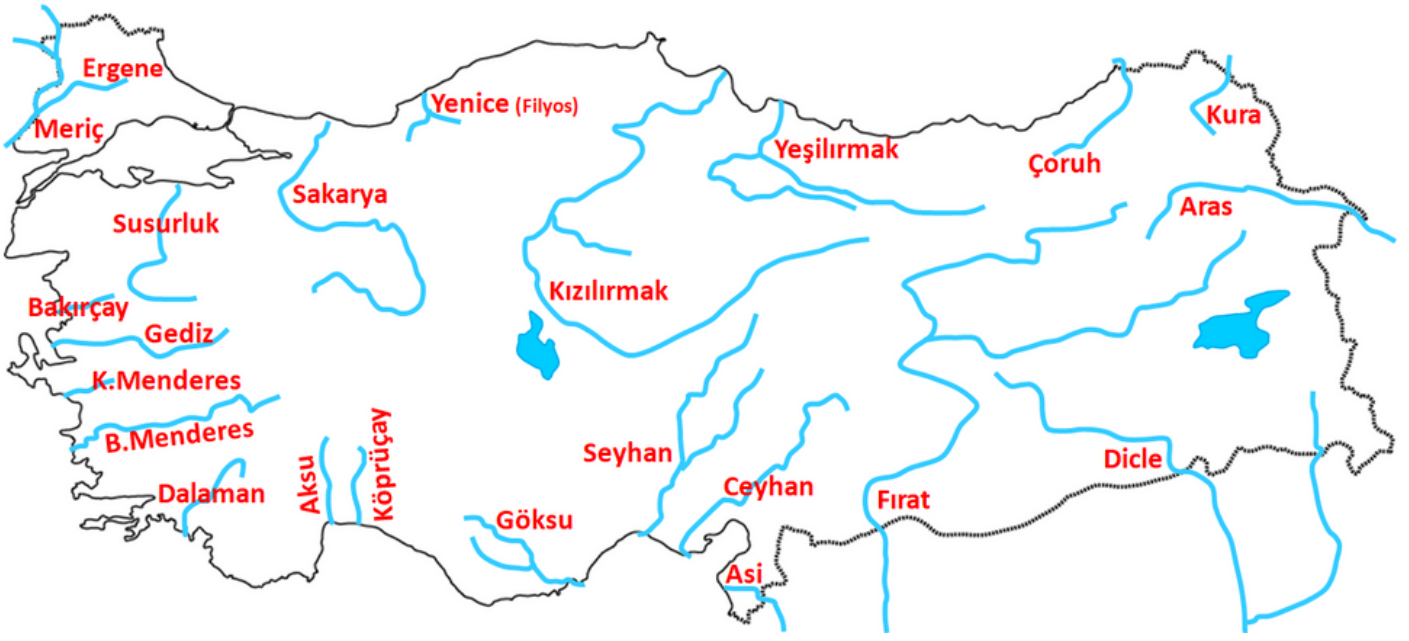 Ergene
Meriç
Yenice (Filyos)
Kura
Yeşilırmak
Çoruh
Sakarya
Aras
Susurluk
Kızılırmak
Bakırçay
Gediz
K.Menderes
B.Menderes
Köprüçay
Aksu
Seyhan
Dicle
Dalaman
Ceyhan
Fırat
Göksu
Asi